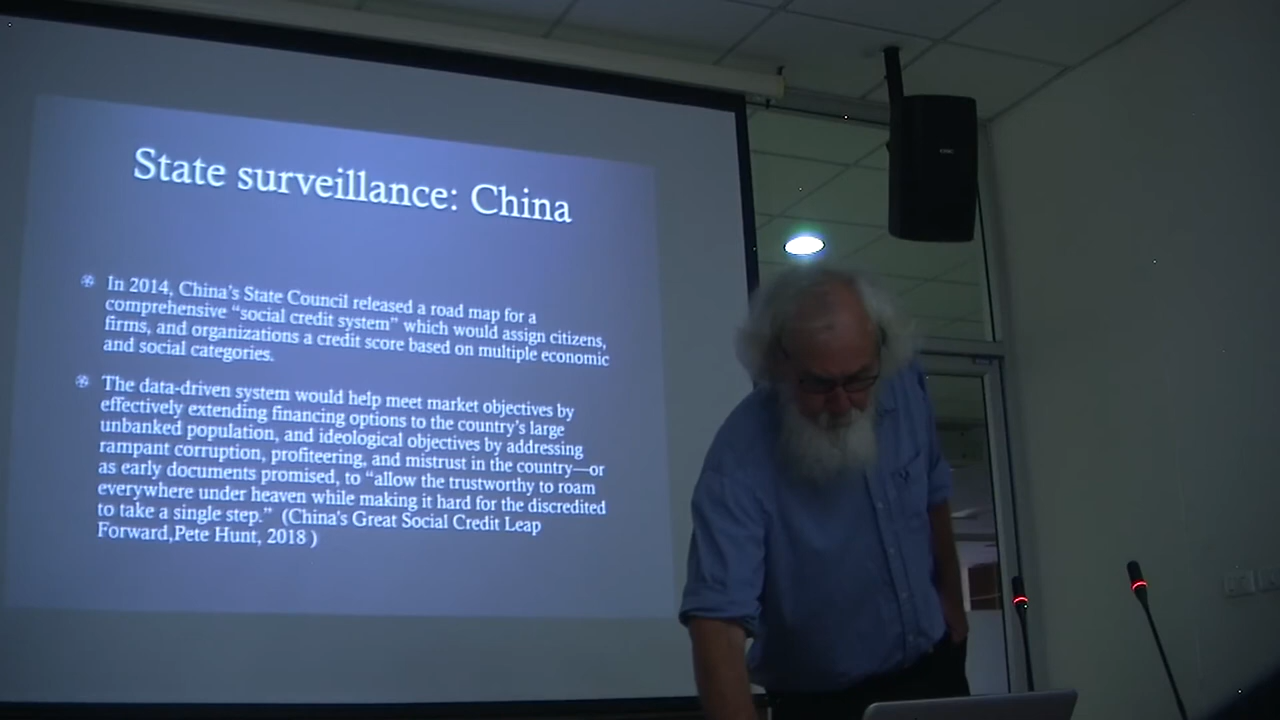 State surveillance: China
In 2014, China's State Council released a road map for a
comprehensive “social credit system” which would assign citizens,
firms, and organizations a credit score based on multiple economic
and social categories.
The data-driven system would help meet market objectives by
effectively extending financing options to the country's large
unbanked population, and ideological objectives by addressing
rampant corruption, profiteering, and mistrust in the country—or
as early documents promised, to “allow the trustworthy to roam
everywhere under heaven while making it hard for the discredited
to take a single step.” (China's Great Social Credit Leap
Forward,Pete Hunt, 2018 )